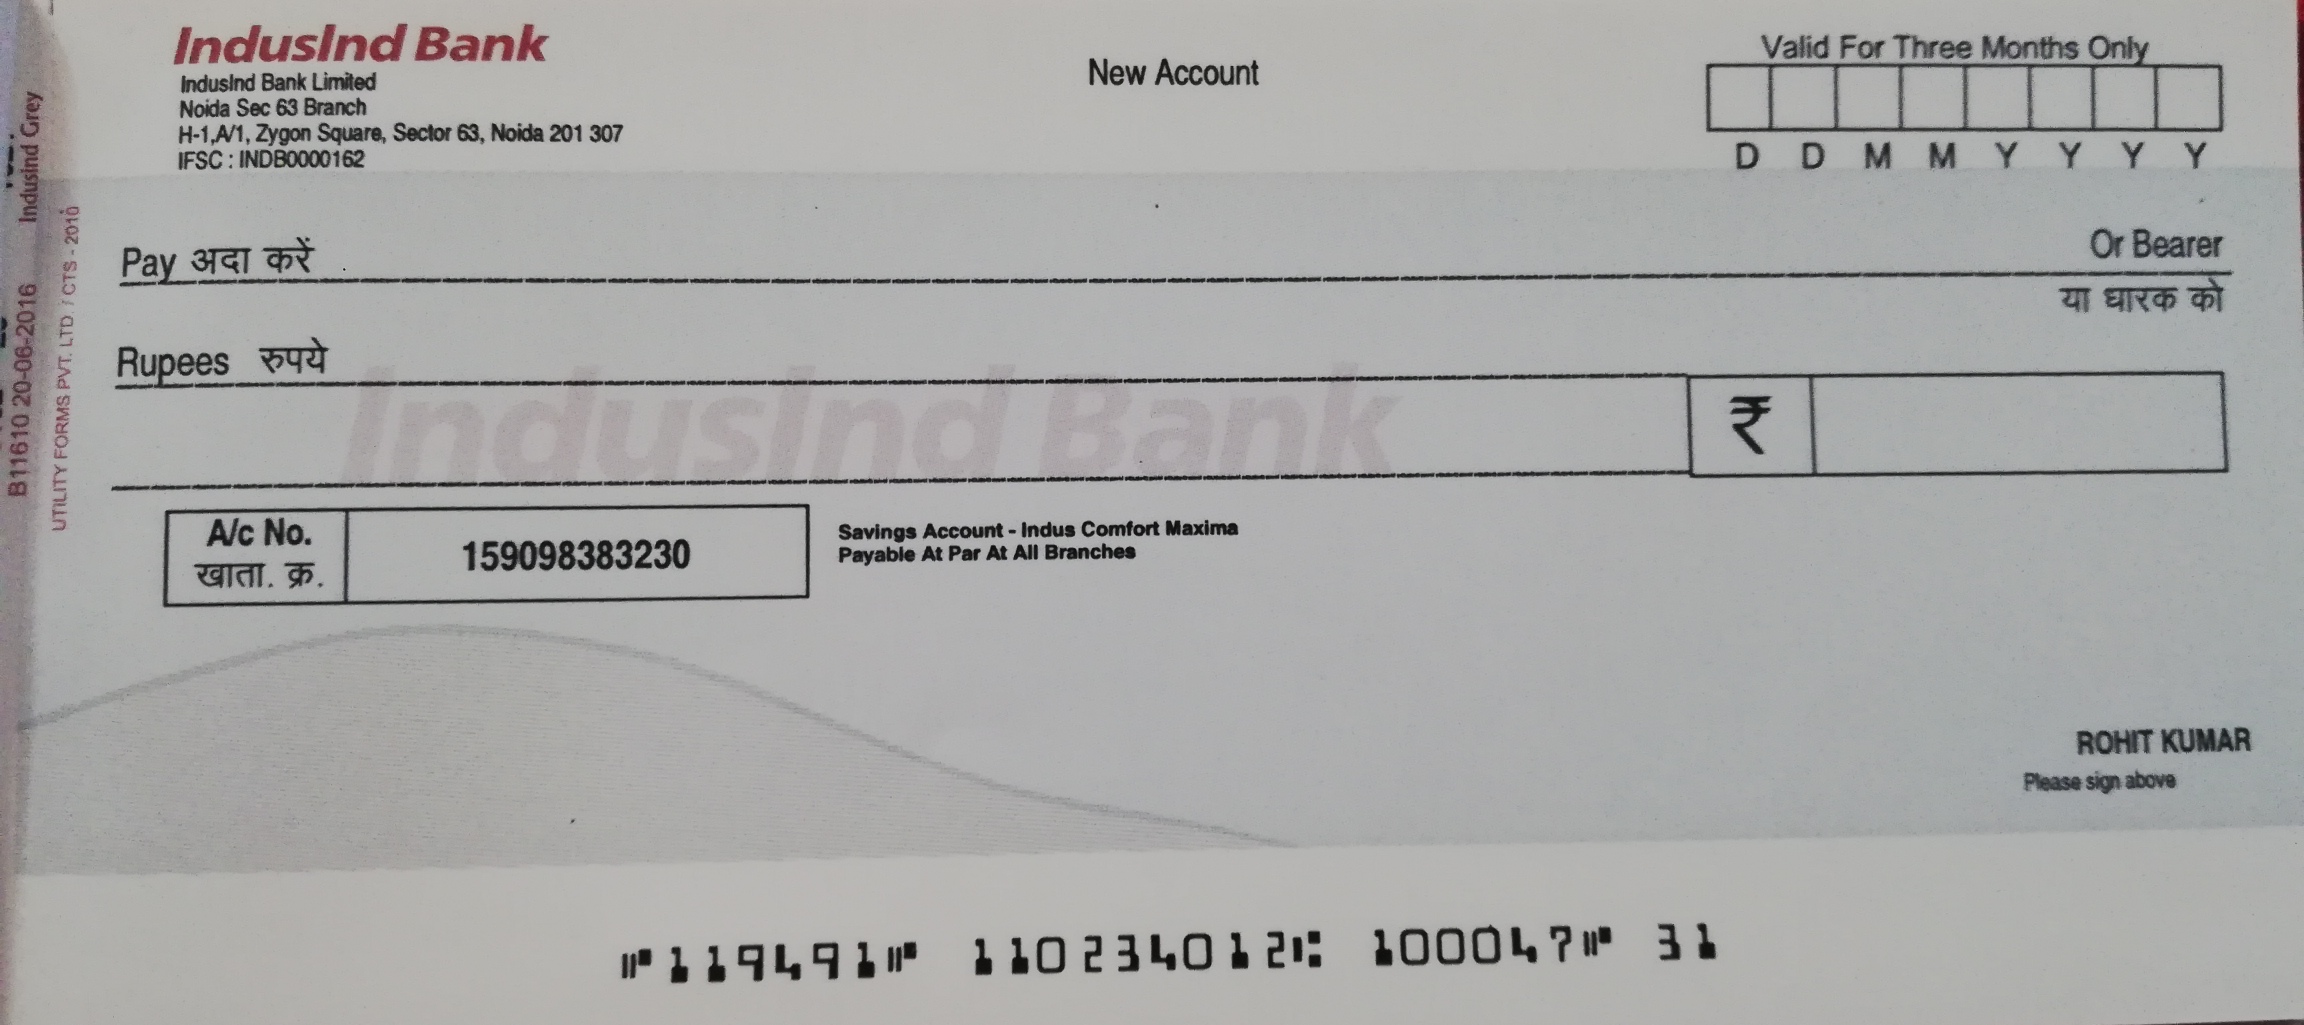 IndusInd Bank
IndusInd Bank Limited
Noida Sec 63 Branch
H-1,A/1, Zygon Square, Sector 63, Noida 201 307
IFSC : INDB0000162
New Account
Valid For Three Months Only
D D M M Y Y Y Y
IndusInd Grey
B11610 20-06-2016
UTILITY FORMS PVT. LTD. / CTS - 2010
Pay अदा करें
Or Bearer
या धारक को
Rupees रुपये
IndusInd Bank
₹
A/c No.
खाता. क्र.
159098383230
Savings Account - Indus Comfort Maxima
Payable At Par At All Branches
ROHIT KUMAR
Please sign above
⑈119491⑈ 110234012⑆ 100047⑈ 31